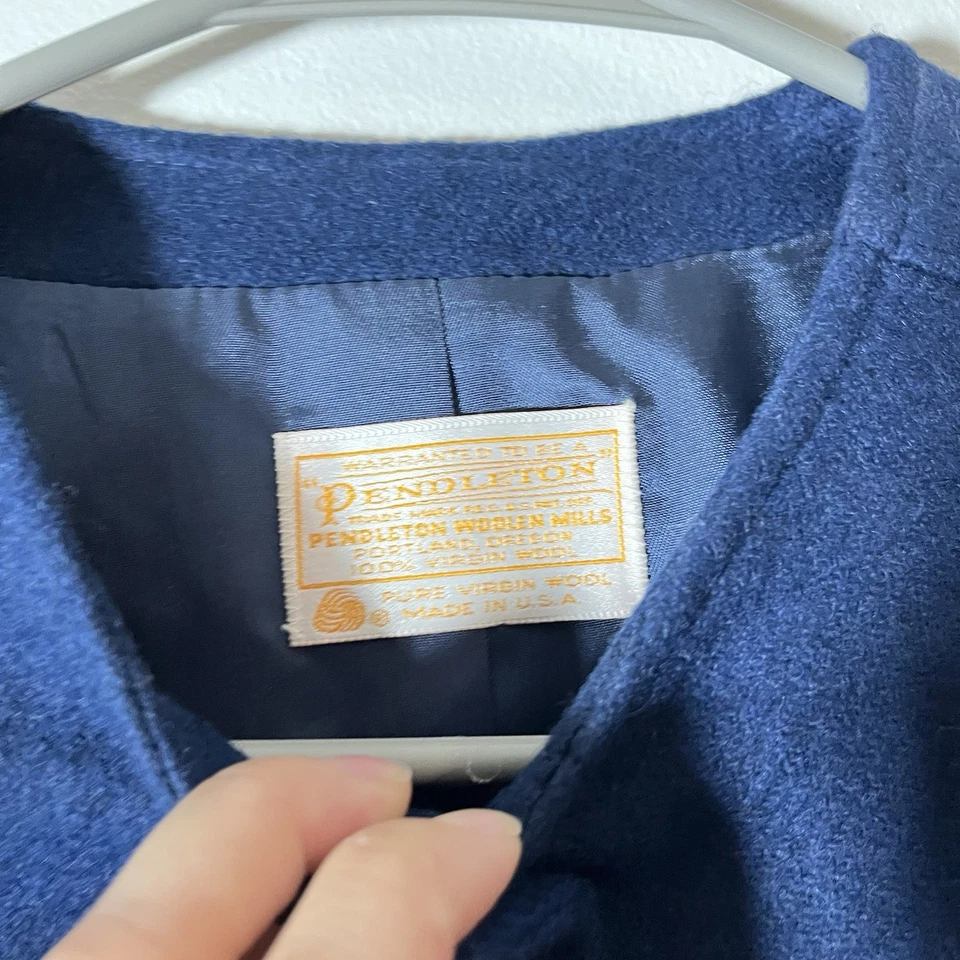 WARRANTED TO BE A
"PENDLETON"
TRADE MARK REG. U.S. PAT. OFF.
PENDLETON WOOLEN MILLS
PORTLAND, OREGON
100% VIRGIN WOOL
PURE VIRGIN WOOL
® MADE IN U.S.A.